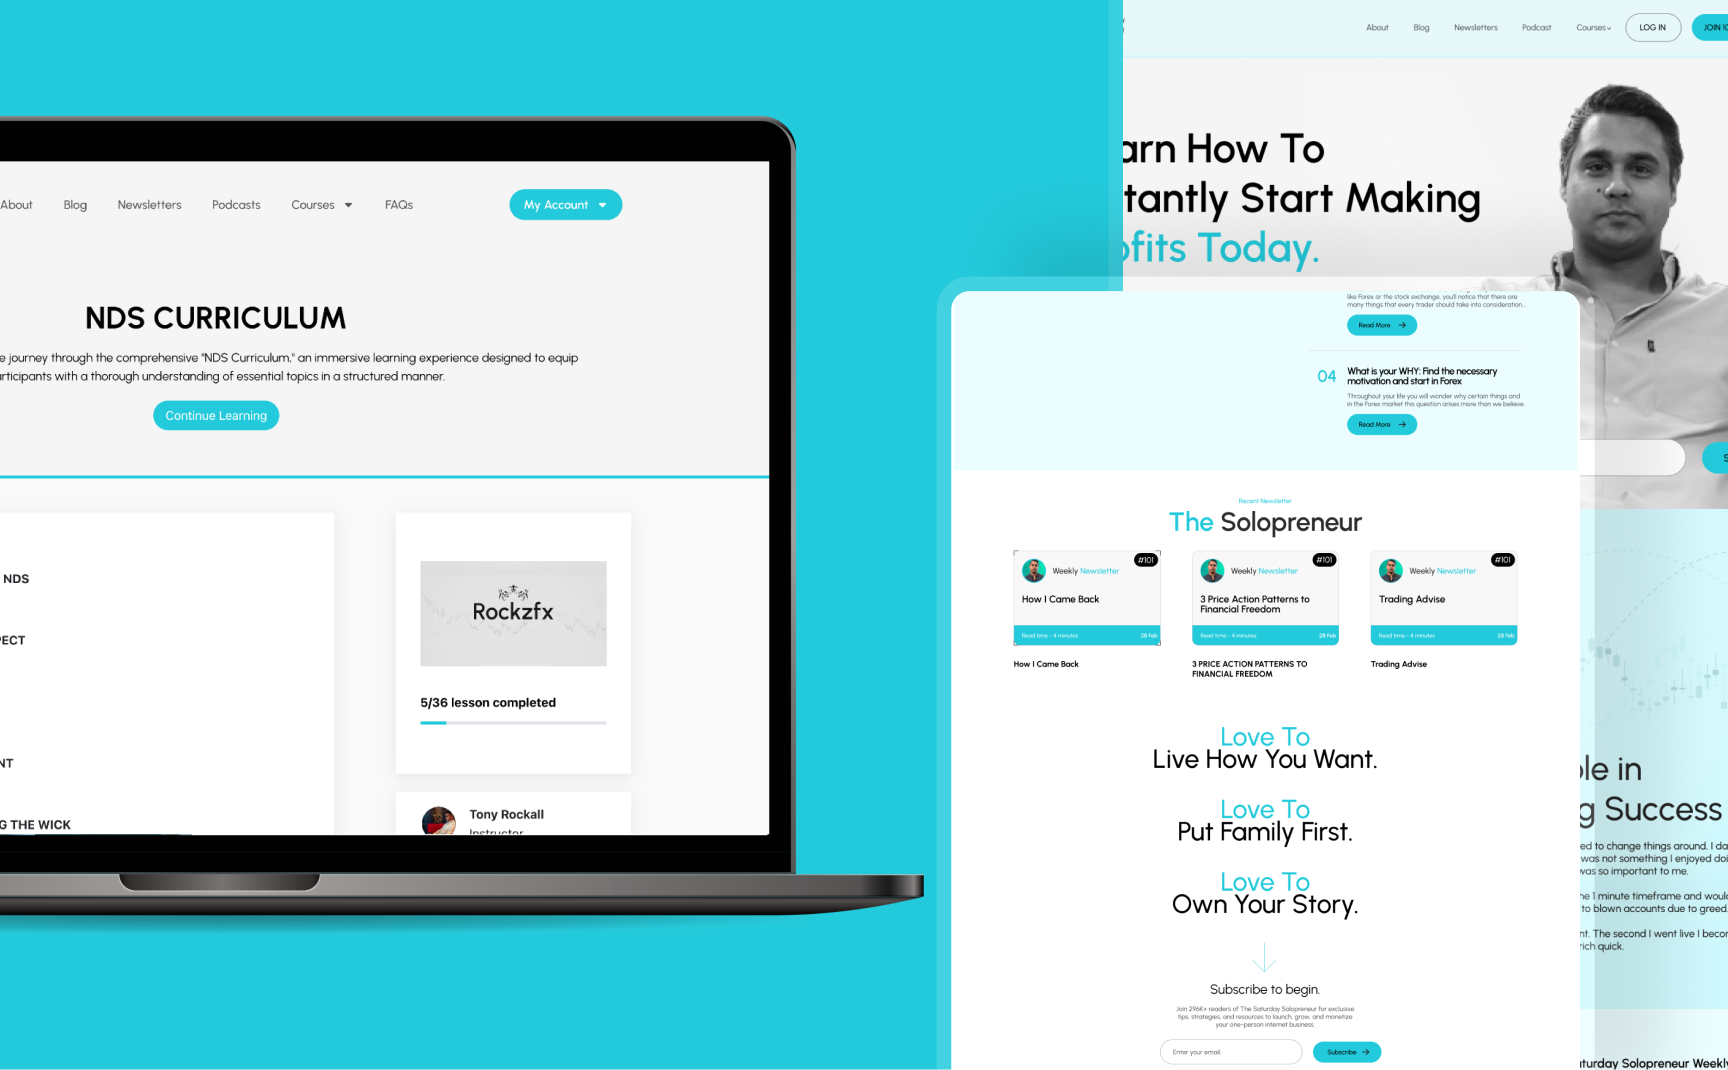 About Blog Newsletters Podcasts Courses FAQs My Account
NDS CURRICULUM
journey through the comprehensive "NDS Curriculum," an immersive learning experience designed to equip
articipants with a thorough understanding of essential topics in a structured manner.
Continue Learning
NDS
PECT
NT
G THE WICK
Rockzfx
5/36 lesson completed
Tony Rockall
Instructor
About Blog Newsletters Podcast Courses LOG IN JOIN
arn How To
tantly Start Making
ofits Today.
like Forex or the stock exchange, you'll notice that there are
many things that every trader should take into consideration...
Read More
04
What is your WHY: Find the necessary
motivation and start in Forex
Throughout your life you will wonder why certain things and
in the Forex market this question arises more than we believe.
Read More
Recent Newsletter
The Solopreneur
#101
Weekly Newsletter
How I Came Back
Read time - 4 minutes 28 Feb
How I Came Back
#101
Weekly Newsletter
3 Price Action Patterns to
Financial Freedom
Read time - 4 minutes 28 Feb
3 PRICE ACTION PATTERNS TO
FINANCIAL FREEDOM
#101
Weekly Newsletter
Trading Advise
Read time - 4 minutes 28 Feb
Trading Advise
Love To
Live How You Want.
Love To
Put Family First.
Love To
Own Your Story.
Subscribe to begin.
Join 296K+ readers of The Saturday Solopreneur for exclusive
tips, strategies, and resources to launch, grow, and monetize
your one-person internet business.
Enter your email
Subscribe
ole in
g Success
ed to change things around. I da
was not something I enjoyed doi
was so important to me.
he 1 minute timeframe and would
to blown accounts due to greed.
nt. The second I went live I becom
rich quick.
turday Solopreneur Weekly